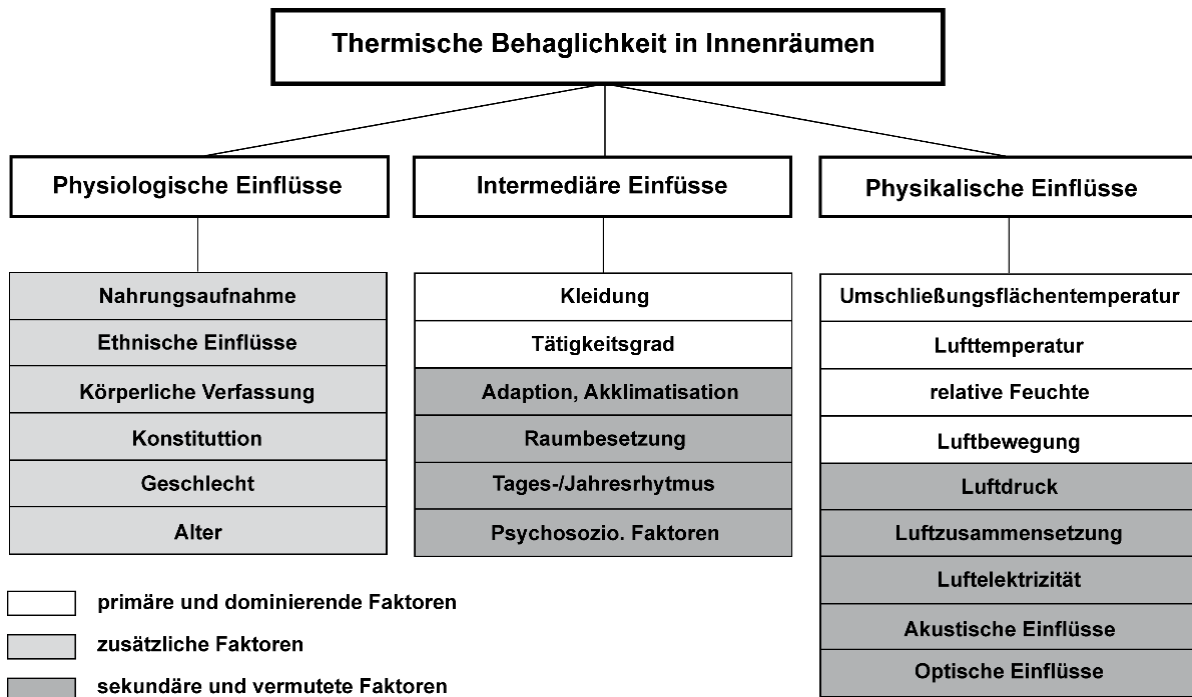 Thermische Behaglichkeit in Innenräumen
Physiologische Einflüsse
Nahrungsaufnahme
Ethnische Einflüsse
Körperliche Verfassung
Konstituttion
Geschlecht
Alter
Intermediäre Einfüsse
Kleidung
Tätigkeitsgrad
Adaption, Akklimatisation
Raumbesetzung
Tages-/Jahresrhytmus
Psychosozio. Faktoren
Physikalische Einflüsse
Umschließungsflächentemperatur
Lufttemperatur
relative Feuchte
Luftbewegung
Luftdruck
Luftzusammensetzung
Luftelektrizität
Akustische Einflüsse
Optische Einflüsse
primäre und dominierende Faktoren
zusätzliche Faktoren
sekundäre und vermutete Faktoren